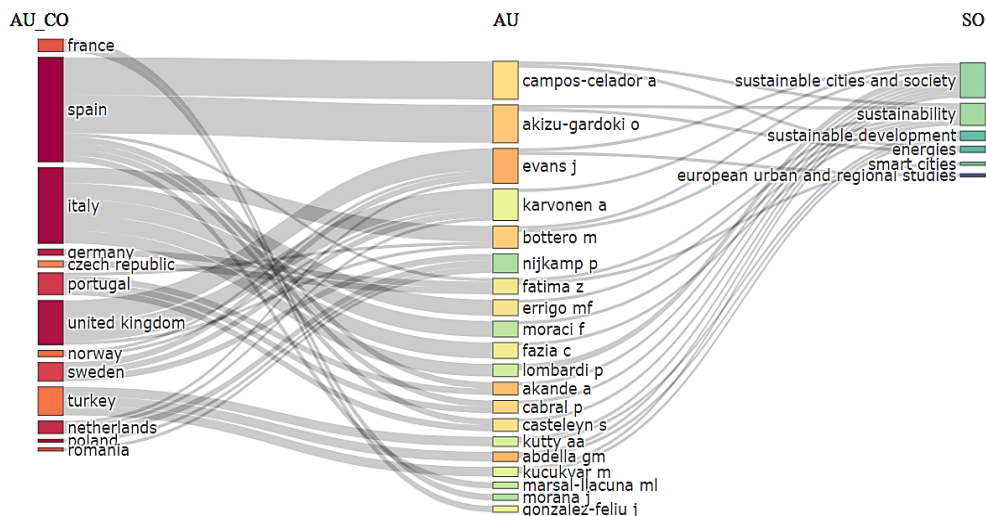 AU_CO
AU
SO
france
spain
italy
germany
czech republic
portugal
united kingdom
norway
sweden
turkey
netherlands
poland
romania
campos-celador a
akizu-gardoki o
evans j
karvonen a
bottero m
nijkamp p
fatima z
errigo mf
moraci f
fazia c
lombardi p
akande a
cabral p
casteleyn s
kutty aa
abdella gm
kucukvar m
marsal-llacuna ml
morana j
gonzalez-feliu j
sustainable cities and society
sustainability
sustainable development
energies
smart cities
european urban and regional studies